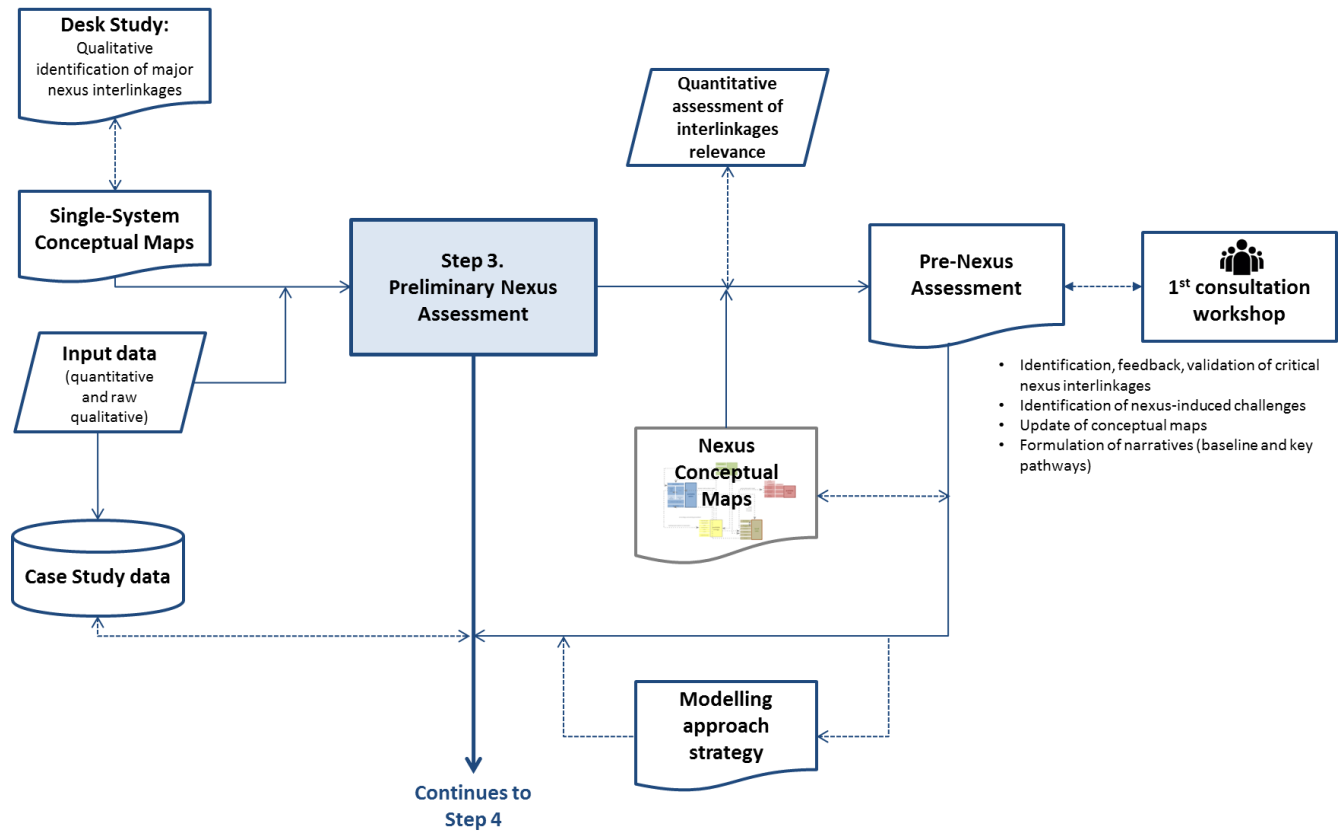 Desk Study:
Qualitative
identification of major
nexus interlinkages
Quantitative
assessment of
interlinkages
relevance
Single-System
Conceptual Maps
Step 3.
Preliminary Nexus
Assessment
Pre-Nexus
Assessment
1st consultation
workshop
Input data
(quantitative
and raw
qualitative)
• Identification, feedback, validation of critical
nexus interlinkages
• Identification of nexus-induced challenges
• Update of conceptual maps
• Formulation of narratives (baseline and key
pathways)
Nexus
Conceptual
Maps
Case Study data
Modelling
approach
strategy
Continues to
Step 4